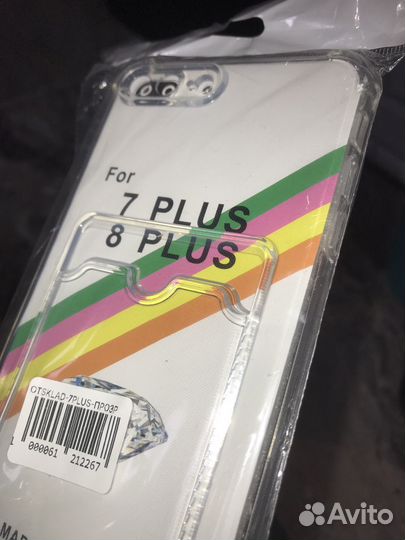 For
7 PLUS
8 PLUS
OTSKLAD-7PLUS-ПРОЗР
000061 212267
Avito